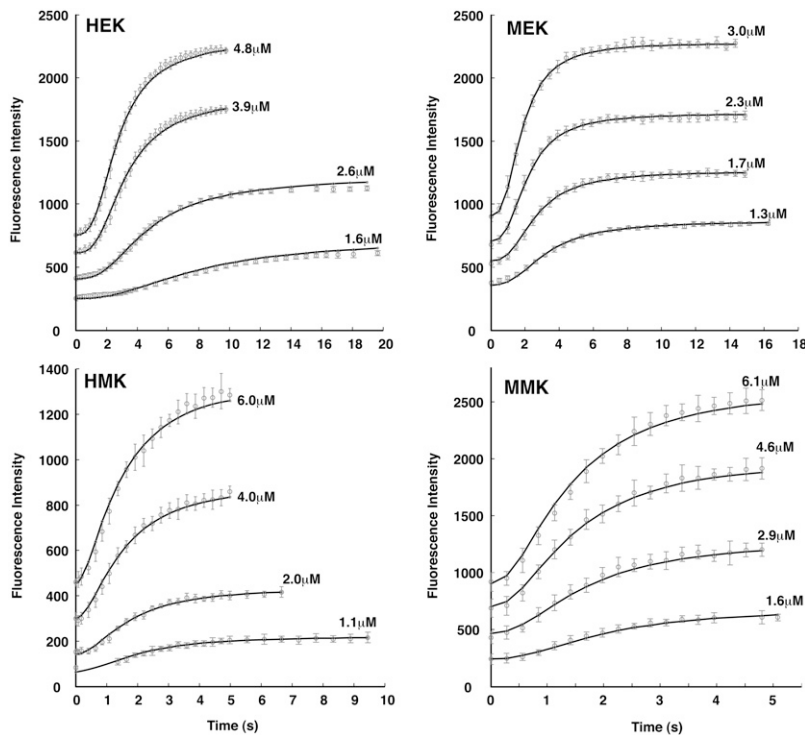 HEK
Fluorescence Intensity
2500
2000
1500
1000
500
0
4.8μM
3.9μM
2.6μM
1.6μM
0 2 4 6 8 10 12 14 16 18 20
MEK
Fluorescence Intensity
2500
2000
1500
1000
500
0
3.0μM
2.3μM
1.7μM
1.3μM
0 2 4 6 8 10 12 14 16 18
HMK
Fluorescence Intensity
1400
1200
1000
800
600
400
200
0
6.0μM
4.0μM
2.0μM
1.1μM
0 1 2 3 4 5 6 7 8 9 10
Time (s)
MMK
Fluorescence Intensity
2500
2000
1500
1000
500
0
6.1μM
4.6μM
2.9μM
1.6μM
0 1 2 3 4 5
Time (s)